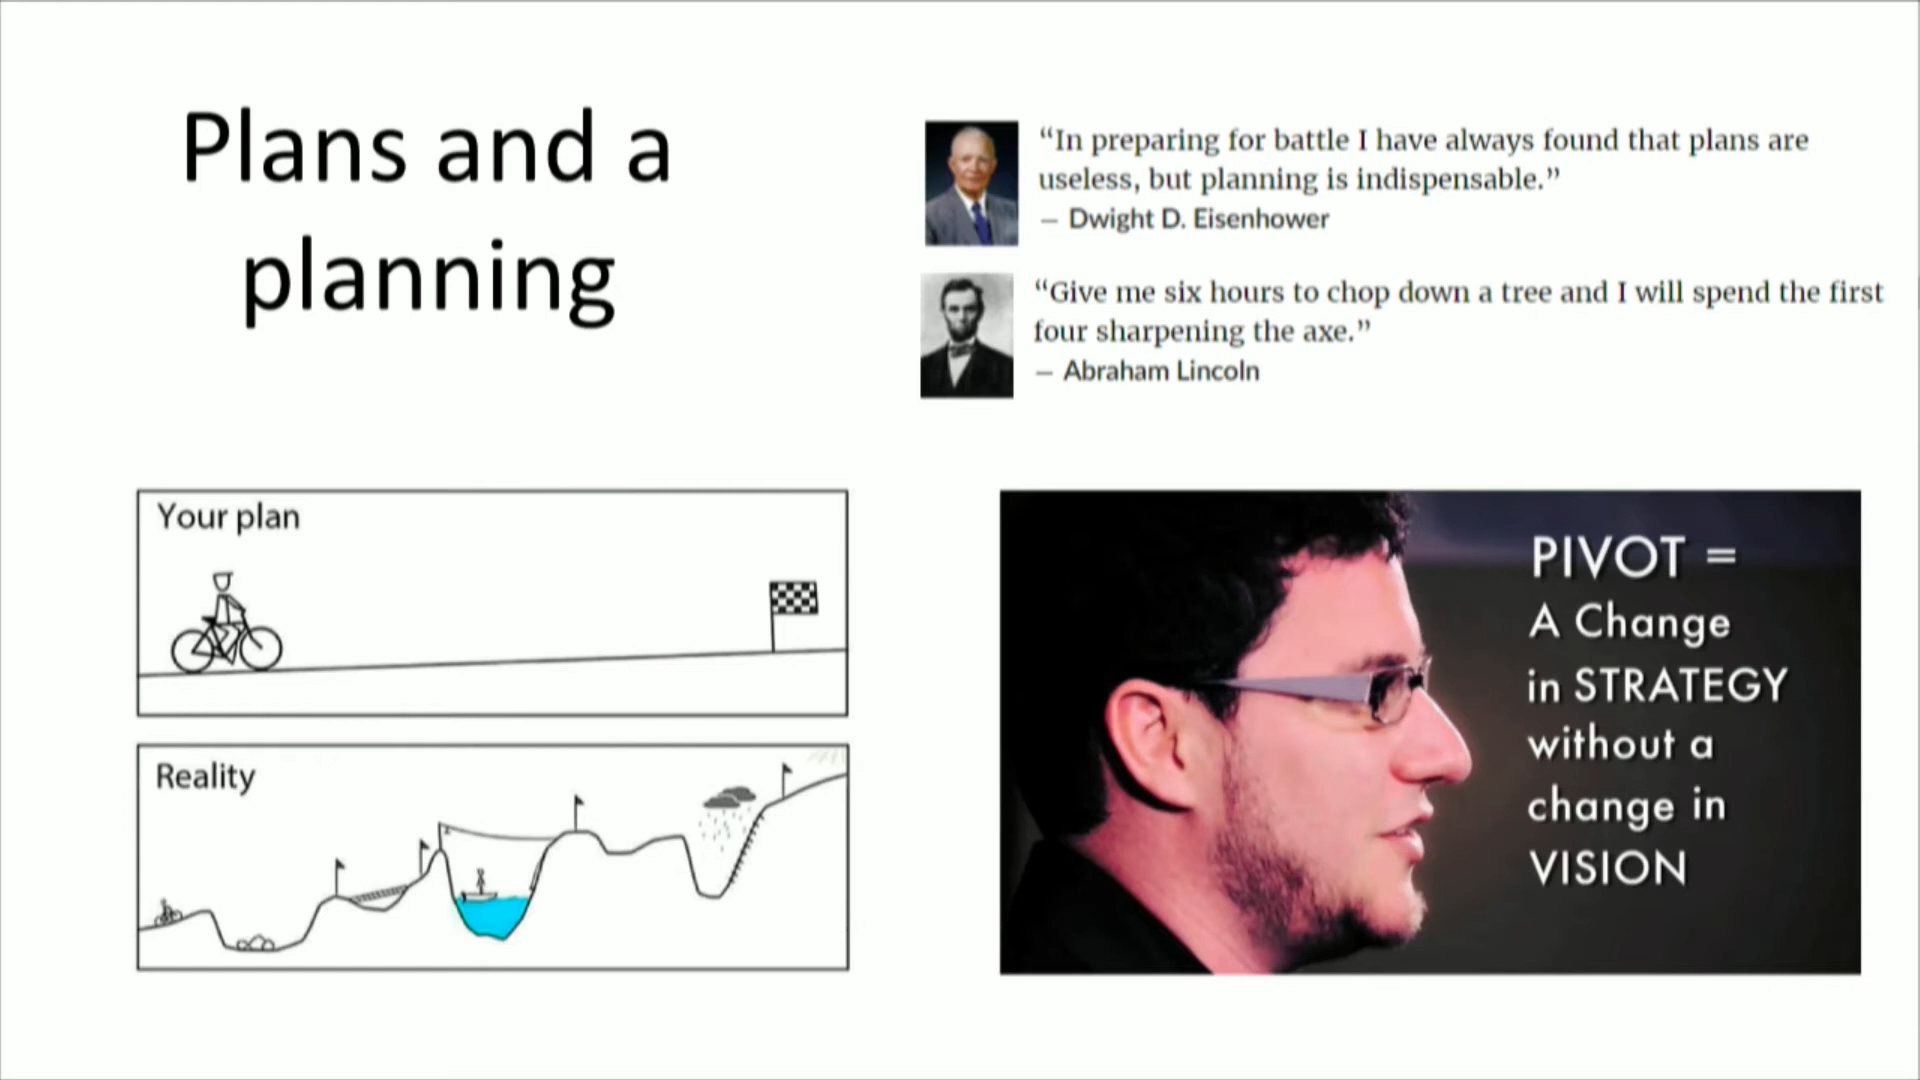 Plans and a
planning
“In preparing for battle I have always found that plans are
useless, but planning is indispensable.”
– Dwight D. Eisenhower
“Give me six hours to chop down a tree and I will spend the first
four sharpening the axe.”
– Abraham Lincoln
Your plan
Reality
PIVOT =
A Change
in STRATEGY
without a
change in
VISION